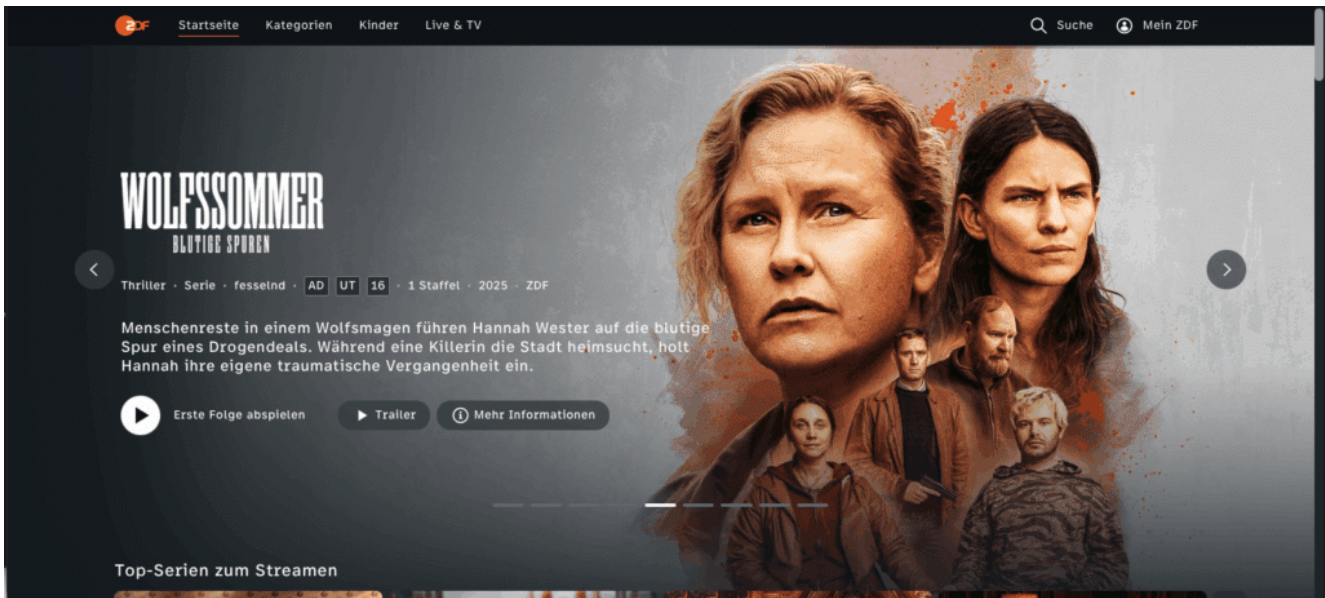 ZDF Startseite Kategorien Kinder Live & TV Suche Mein ZDF
WOLFSSOMMER
BLUTIGE SPUREN
Thriller · Serie · fesselnd · AD UT 16 · 1 Staffel · 2025 · ZDF
Menschenreste in einem Wolfsmagen führen Hannah Wester auf die blutige
Spur eines Drogendeals. Während eine Killerin die Stadt heimsucht, holt
Hannah ihre eigene traumatische Vergangenheit ein.
Erste Folge abspielen Trailer Mehr Informationen
Top-Serien zum Streamen